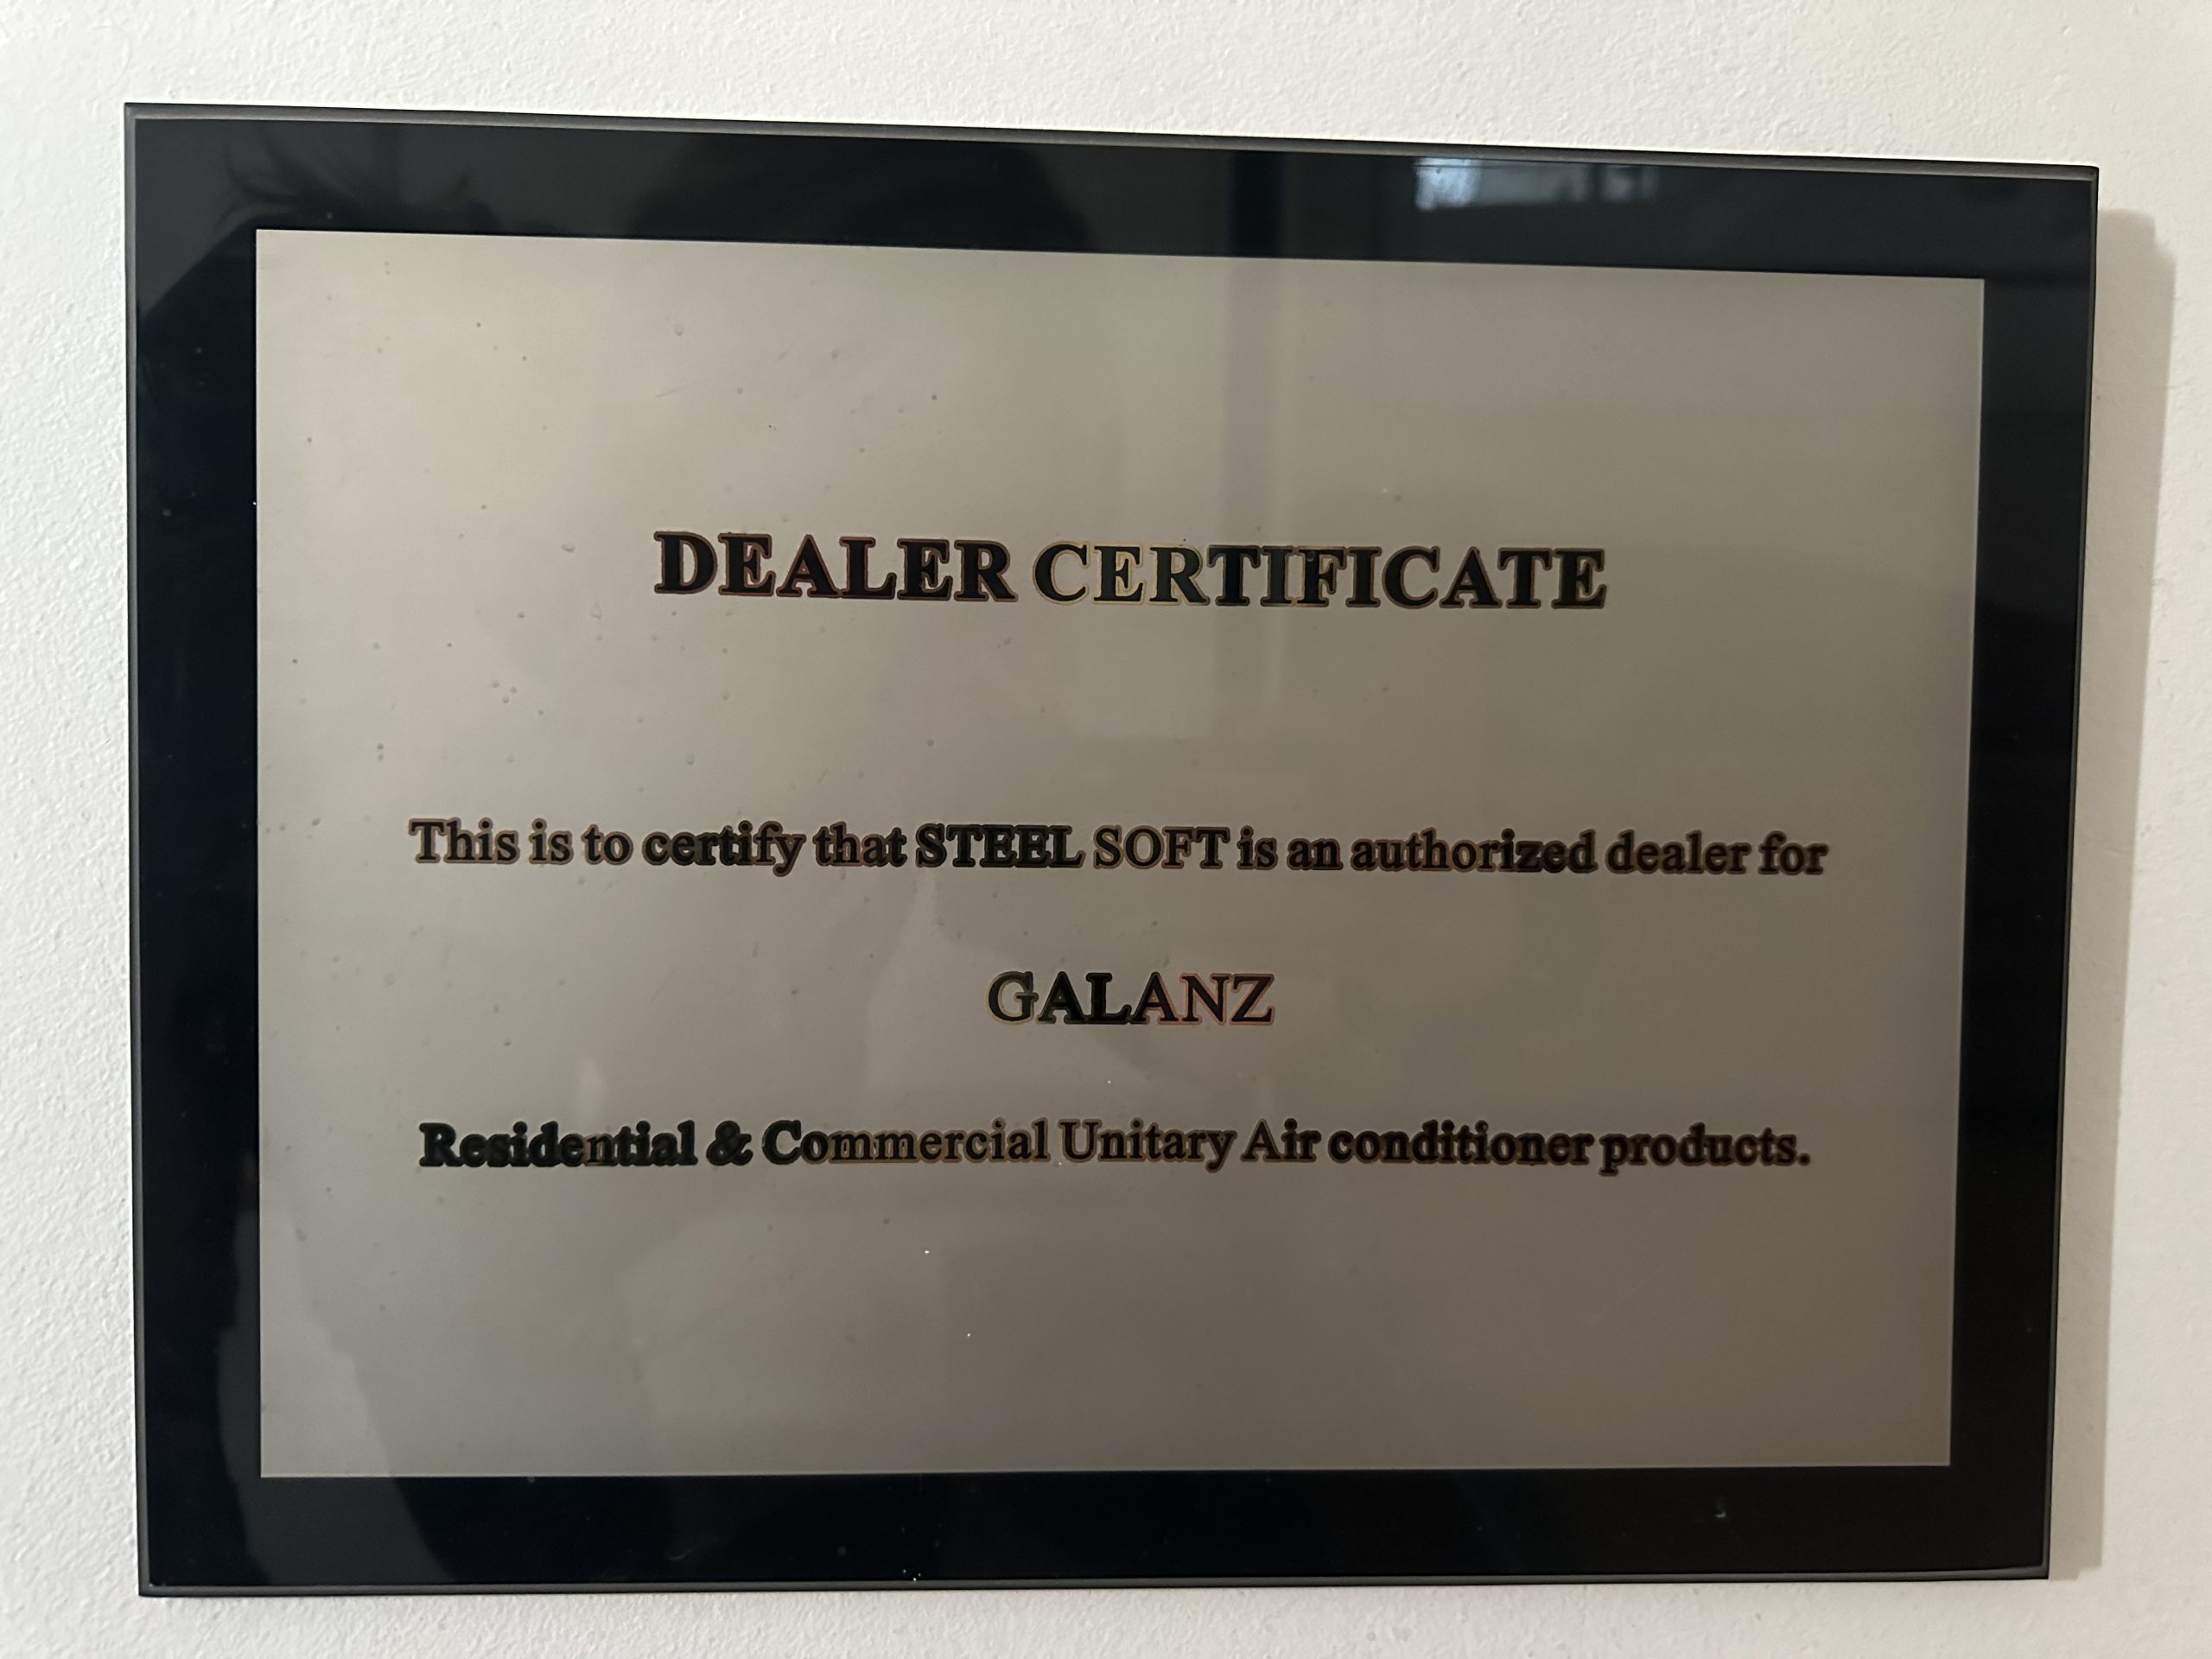 DEALER CERTIFICATE
This is to certify that STEEL SOFT is an authorized dealer for
GALANZ
Residential & Commercial Unitary Air conditioner products.